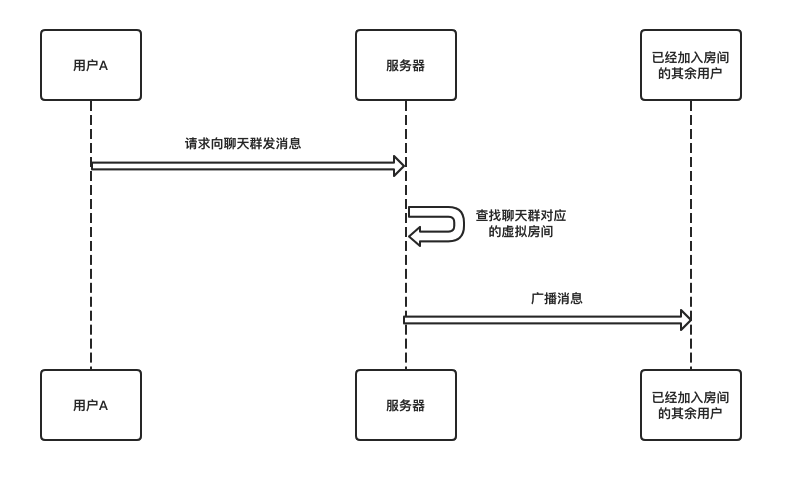 用户A
服务器
已经加入房间
的其余用户
请求向聊天群发消息
查找聊天群对应
的虚拟房间
广播消息
用户A
服务器
已经加入房间
的其余用户